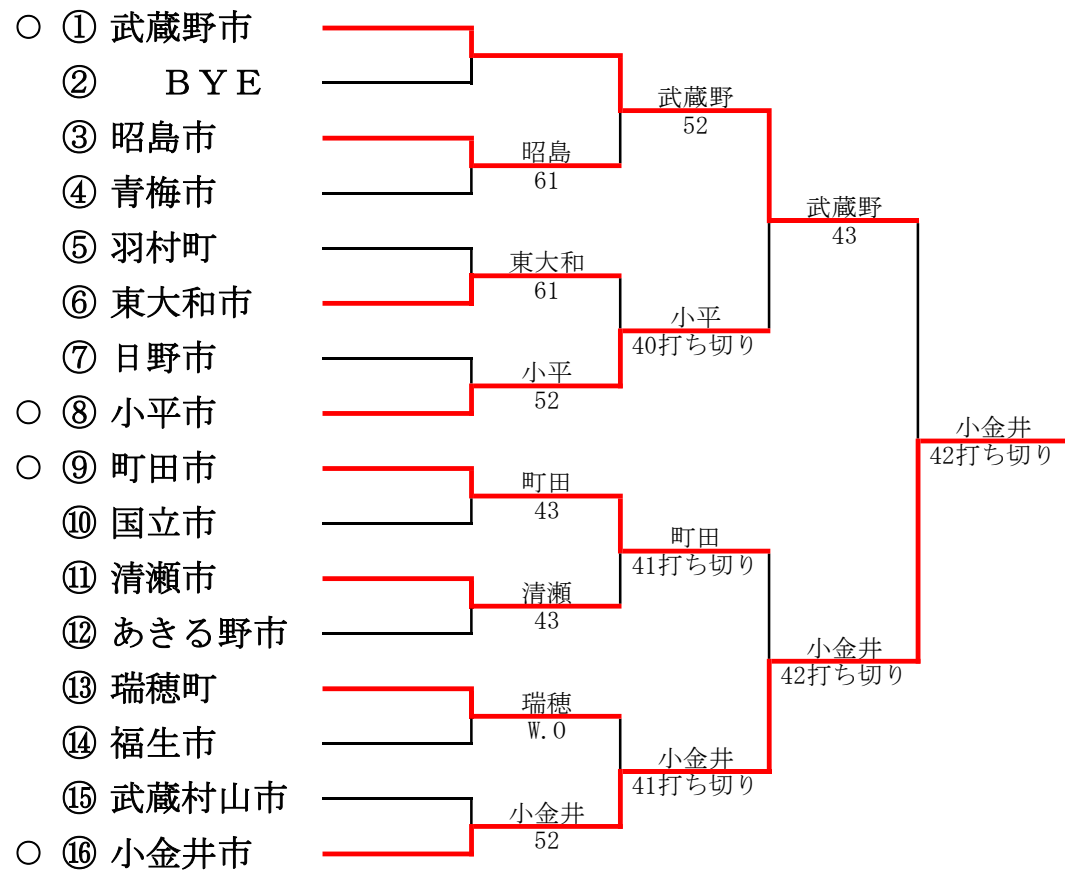 ○ ① 武蔵野市
② ＢＹＥ
③ 昭島市
④ 青梅市
⑤ 羽村町
⑥ 東大和市
⑦ 日野市
○ ⑧ 小平市
○ ⑨ 町田市
⑩ 国立市
⑪ 清瀬市
⑫ あきる野市
⑬ 瑞穂町
⑭ 福生市
⑮ 武蔵村山市
○ ⑯ 小金井市
昭島
61
東大和
61
小平
52
町田
43
清瀬
43
瑞穂
W.O
小金井
52
武蔵野
52
小平
40打ち切り
町田
41打ち切り
小金井
41打ち切り
武蔵野
43
小金井
42打ち切り
小金井
42打ち切り